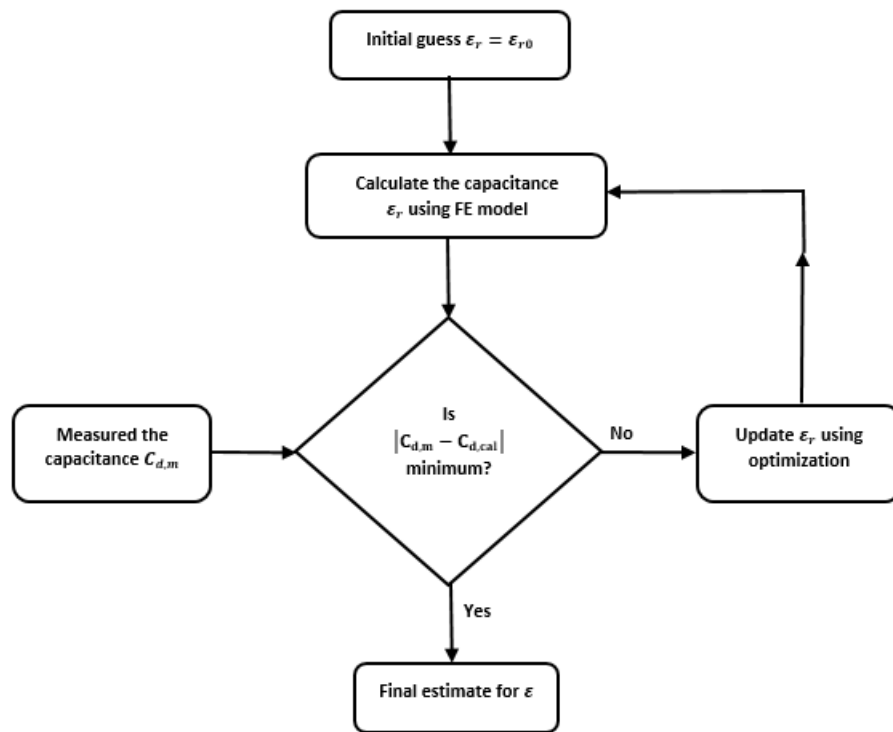 Initial guess εr = εr0
Calculate the capacitance
εr using FE model
Is
|Cd,m − Cd,cal|
minimum?
Measured the
capacitance Cd,m
No
Update εr using
optimization
Yes
Final estimate for ε